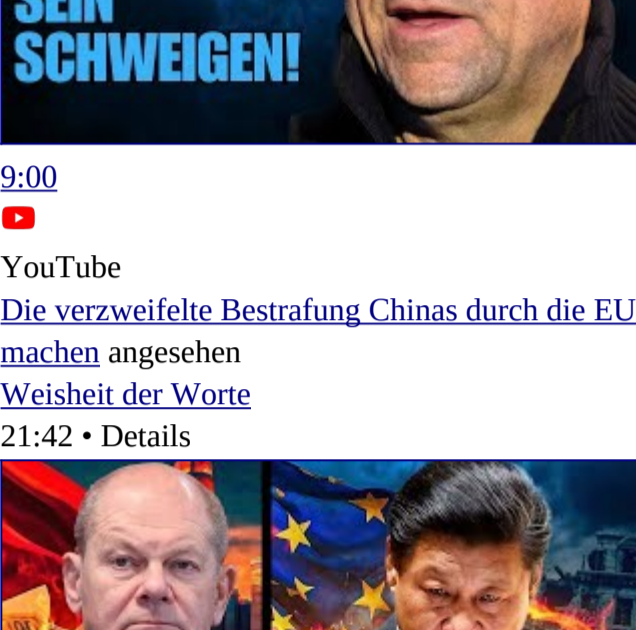 SEIN
SCHWEIGEN!
9:00
YouTube
Die verzweifelte Bestrafung Chinas durch die EU
machen angesehen
Weisheit der Worte
21:42 • Details